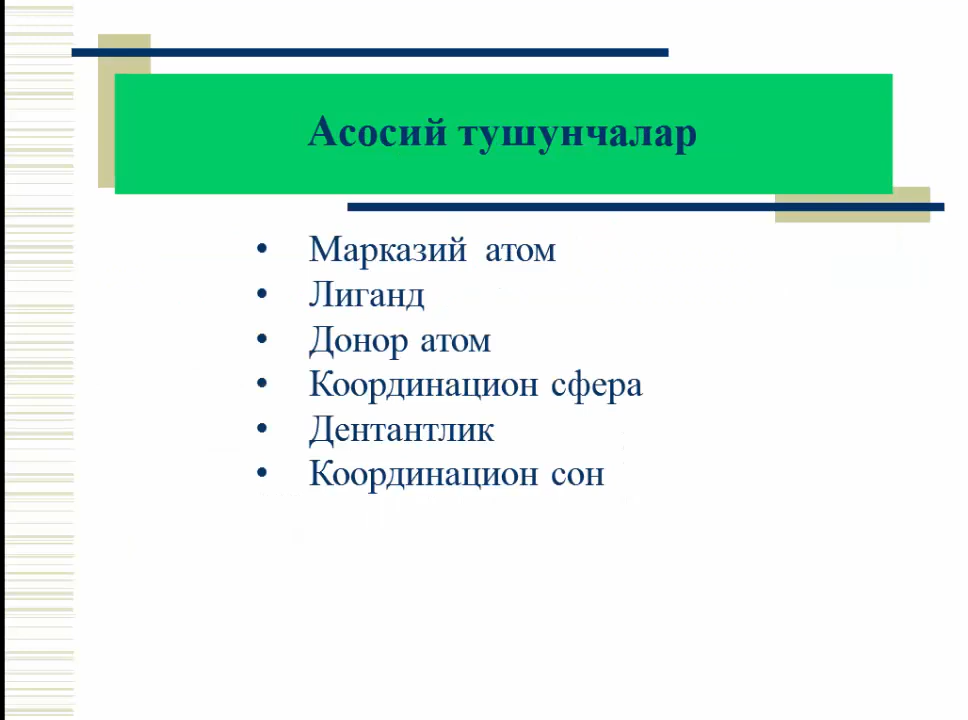 Асосий тушунчалар
• Марказий атом
• Лиганд
• Донор атом
• Координацион сфера
• Дентантлик
• Координацион сон